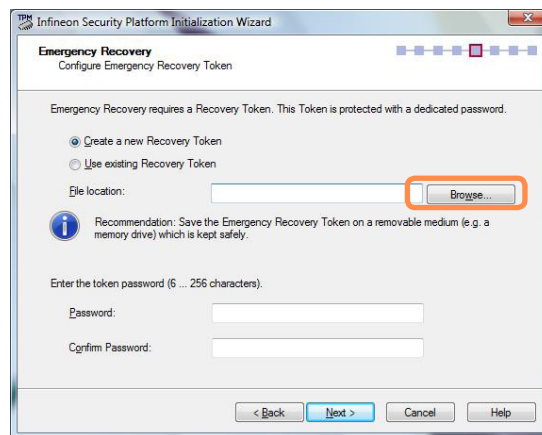 TPM Infineon Security Platform Initialization Wizard
Emergency Recovery
Configure Emergency Recovery Token
Emergency Recovery requires a Recovery Token. This Token is protected with a dedicated password.
Create a new Recovery Token
Use existing Recovery Token
File location:
Browse...
Recommendation: Save the Emergency Recovery Token on a removable medium (e.g. a
memory drive) which is kept safely.
Enter the token password (6 ... 256 characters).
Password:
Confirm Password:
< Back Next > Cancel Help